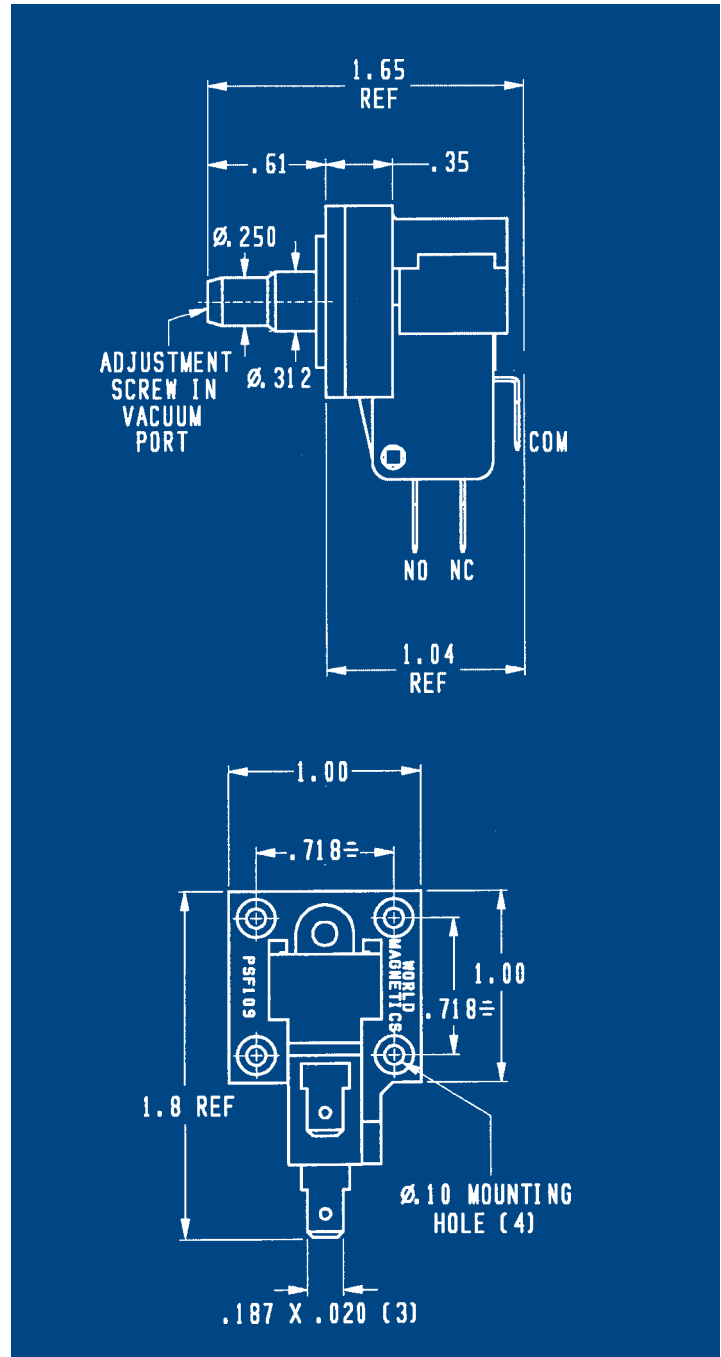 1.65
REF
.61
.35
Ø.250
ADJUSTMENT
SCREW IN
VACUUM
PORT
Ø.312
COM
NO NC
1.04
REF
1.00
.718
PSF109
WORLD
MAGNETICS
1.00
.718
1.8 REF
Ø.10 MOUNTING
HOLE (4)
.187 X .020 (3)